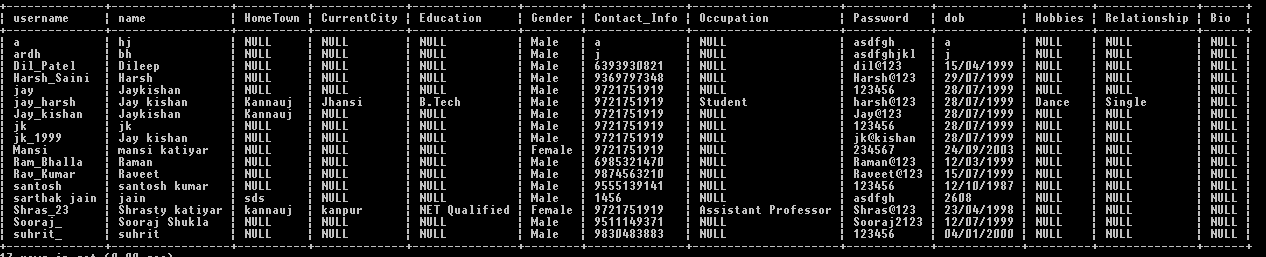 | username | name | HomeTown | CurrentCity | Education | Gender | Contact_Info | Occupation | Password | dob | Hobbies | Relationship | Bio |
| a | hj | NULL | NULL | NULL | Male | a | NULL | asdfgh | a | NULL | NULL | NULL |
| ardh | bh | NULL | NULL | NULL | Male | j | NULL | asdfghjkl | j | NULL | NULL | NULL |
| Dil_Patel | Dileep | NULL | NULL | NULL | Male | 6393930821 | NULL | dil@123 | 15/04/1999 | NULL | NULL | NULL |
| Harsh_Saini | Harsh | NULL | NULL | NULL | Male | 9369797348 | NULL | Harsh@123 | 29/07/1999 | NULL | NULL | NULL |
| jay | Jaykishan | NULL | NULL | NULL | Male | 9721751919 | NULL | 123456 | 28/07/1999 | NULL | NULL | NULL |
| jay_harsh | Jay kishan | Kannauj | Jhansi | B.Tech | Male | 9721751919 | Student | harsh@123 | 28/07/1999 | Dance | Single | NULL |
| Jay_kishan | Jaykishan | Kannauj | NULL | NULL | Male | 9721751919 | NULL | Jay@123 | 28/07/1999 | NULL | NULL | NULL |
| jk | jk | NULL | NULL | NULL | Male | 9721751919 | NULL | 123456 | 28/07/1999 | NULL | NULL | NULL |
| jk_1999 | Jay kishan | NULL | NULL | NULL | Male | 9721751919 | NULL | jk@kishan | 28/07/1999 | NULL | NULL | NULL |
| Mansi | mansi katiyar | NULL | NULL | NULL | Female | 9721751919 | NULL | 234567 | 24/09/2003 | NULL | NULL | NULL |
| Ram_Bhalla | Raman | NULL | NULL | NULL | Male | 6985321470 | NULL | Raman@123 | 12/03/1999 | NULL | NULL | NULL |
| Rav_Kumar | Raveet | NULL | NULL | NULL | Male | 9874563210 | NULL | Raveet@123 | 15/07/1999 | NULL | NULL | NULL |
| santosh | santosh kumar | NULL | NULL | NULL | Male | 9555139141 | NULL | 123456 | 12/10/1987 | NULL | NULL | NULL |
| sarthak jain | jain | sds | NULL | NULL | Male | 1456 | NULL | asdfgh | 2608 | NULL | NULL | NULL |
| Shras_23 | Shrasty katiyar | kannauj | kanpur | NET Qualified | Female | 9721751919 | Assistant Professor | Shras@123 | 23/04/1998 | NULL | NULL | NULL |
| Sooraj_ | Sooraj Shukla | NULL | NULL | NULL | Male | 9511149371 | NULL | Sooraj2123 | 12/07/1999 | NULL | NULL | NULL |
| suhrit_ | suhrit | NULL | NULL | NULL | Male | 9830483883 | NULL | 123456 | 04/01/2000 | NULL | NULL | NULL |
17 rows in set (0.00 sec)